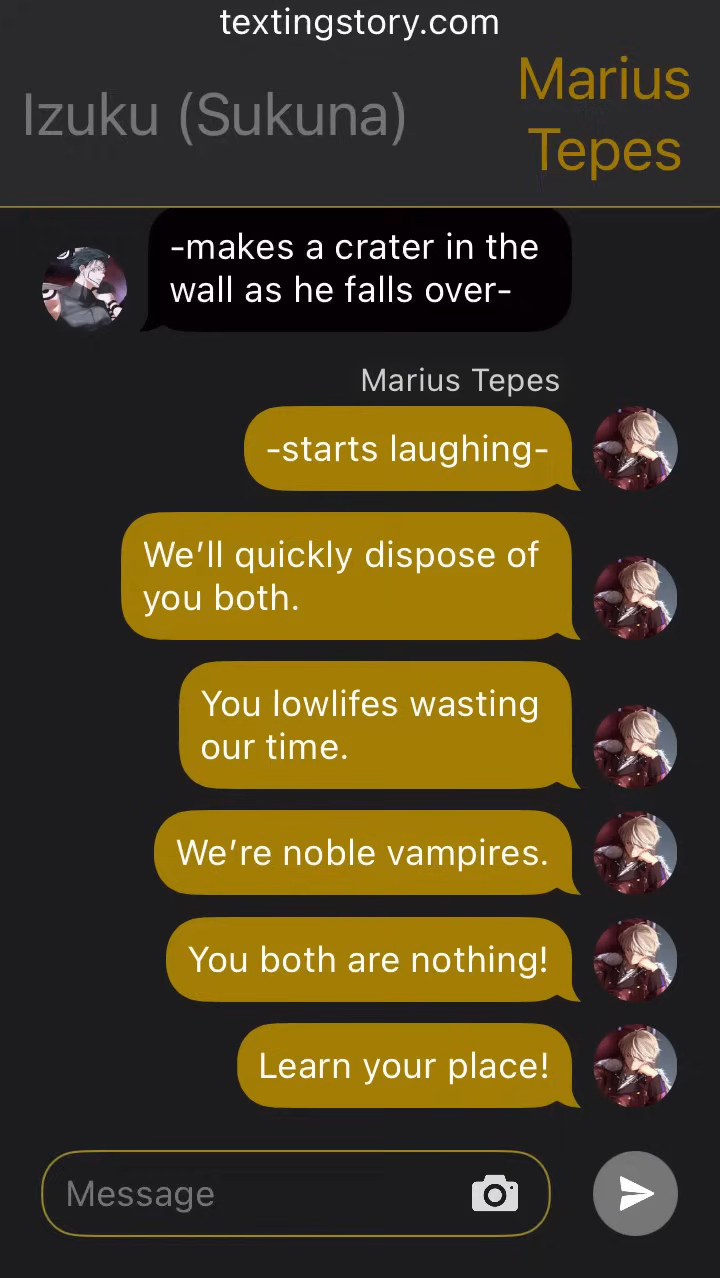 textingstory.com
Izuku (Sukuna)
Marius
Tepes
-makes a crater in the
wall as he falls over-
Marius Tepes
-starts laughing-
We’ll quickly dispose of
you both.
You lowlifes wasting
our time.
We’re noble vampires.
You both are nothing!
Learn your place!
Message